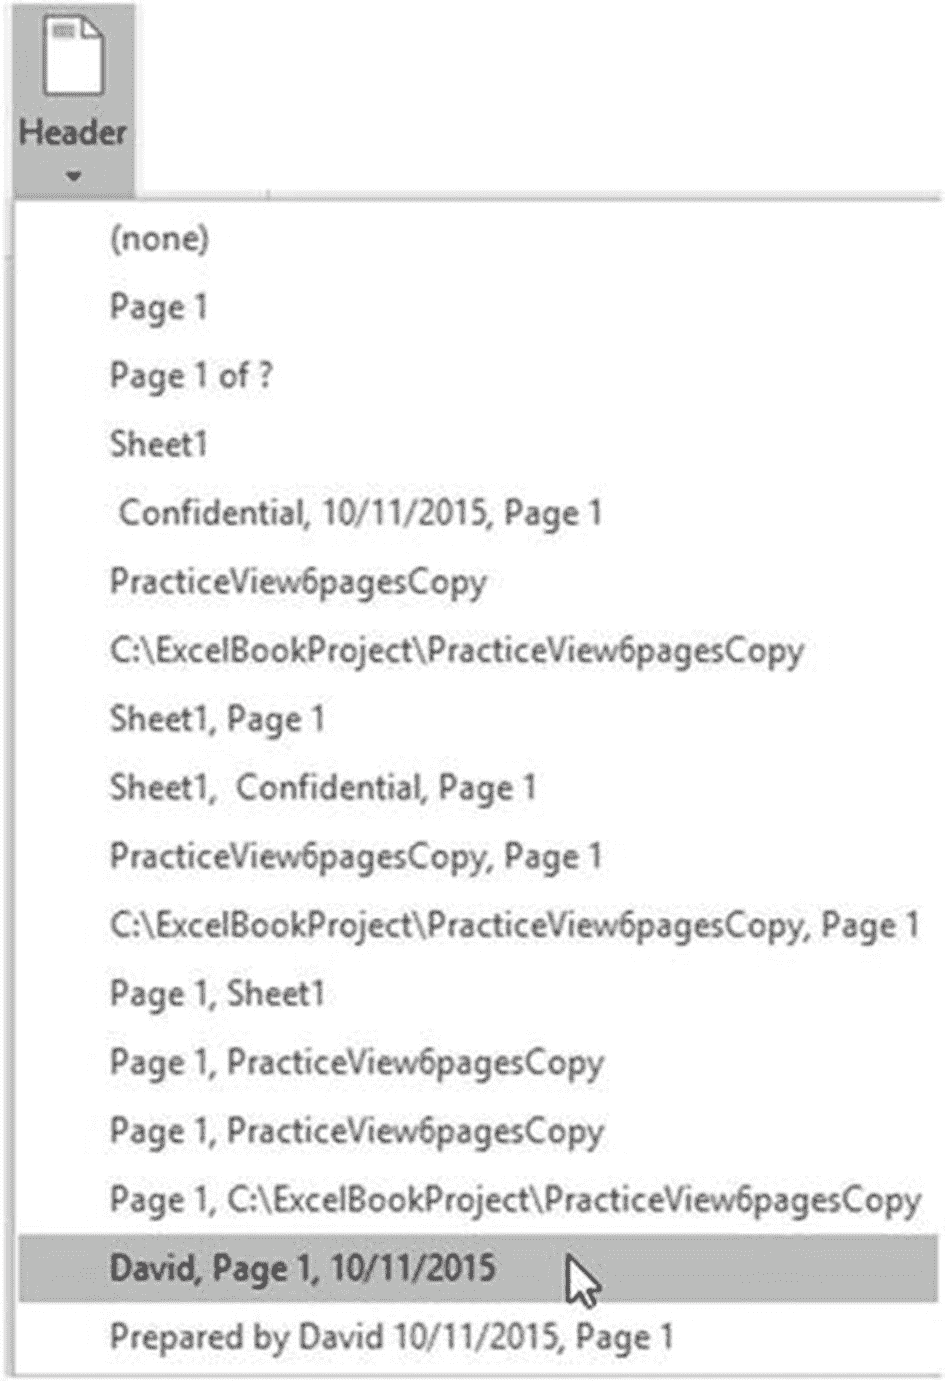 Header
(none)
Page 1
Page 1 of ?
Sheet1
Confidential, 10/11/2015, Page 1
PracticeView6pagesCopy
C:\ExcelBookProject\PracticeView6pagesCopy
Sheet1, Page 1
Sheet1,  Confidential, Page 1
PracticeView6pagesCopy, Page 1
C:\ExcelBookProject\PracticeView6pagesCopy, Page 1
Page 1, Sheet1
Page 1, PracticeView6pagesCopy
Page 1, PracticeView6pagesCopy
Page 1, C:\ExcelBookProject\PracticeView6pagesCopy
David, Page 1, 10/11/2015
Prepared by David 10/11/2015, Page 1